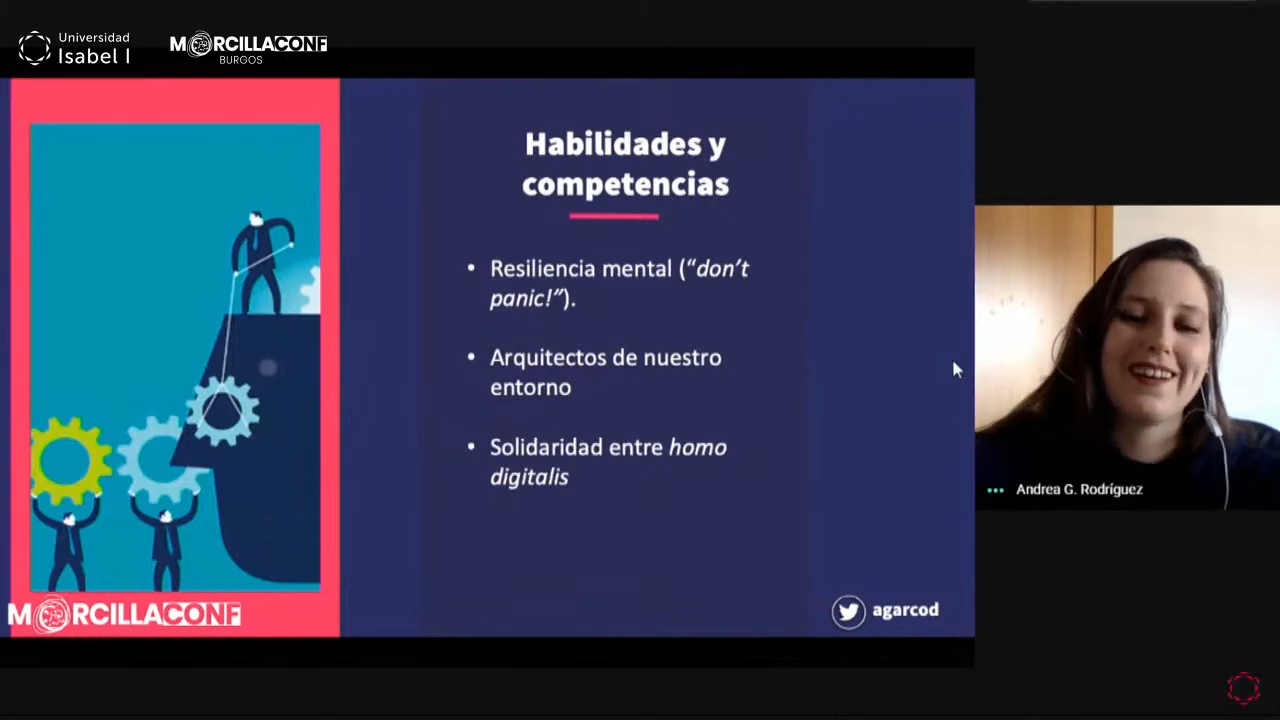 Universidad
Isabel I
MORCILLACONF
BURGOS
Habilidades y
competencias
• Resiliencia mental (“don’t
panic!”).
• Arquitectos de nuestro
entorno
• Solidaridad entre homo
digitalis
Andrea G. Rodríguez
MORCILLACONF
agarcod